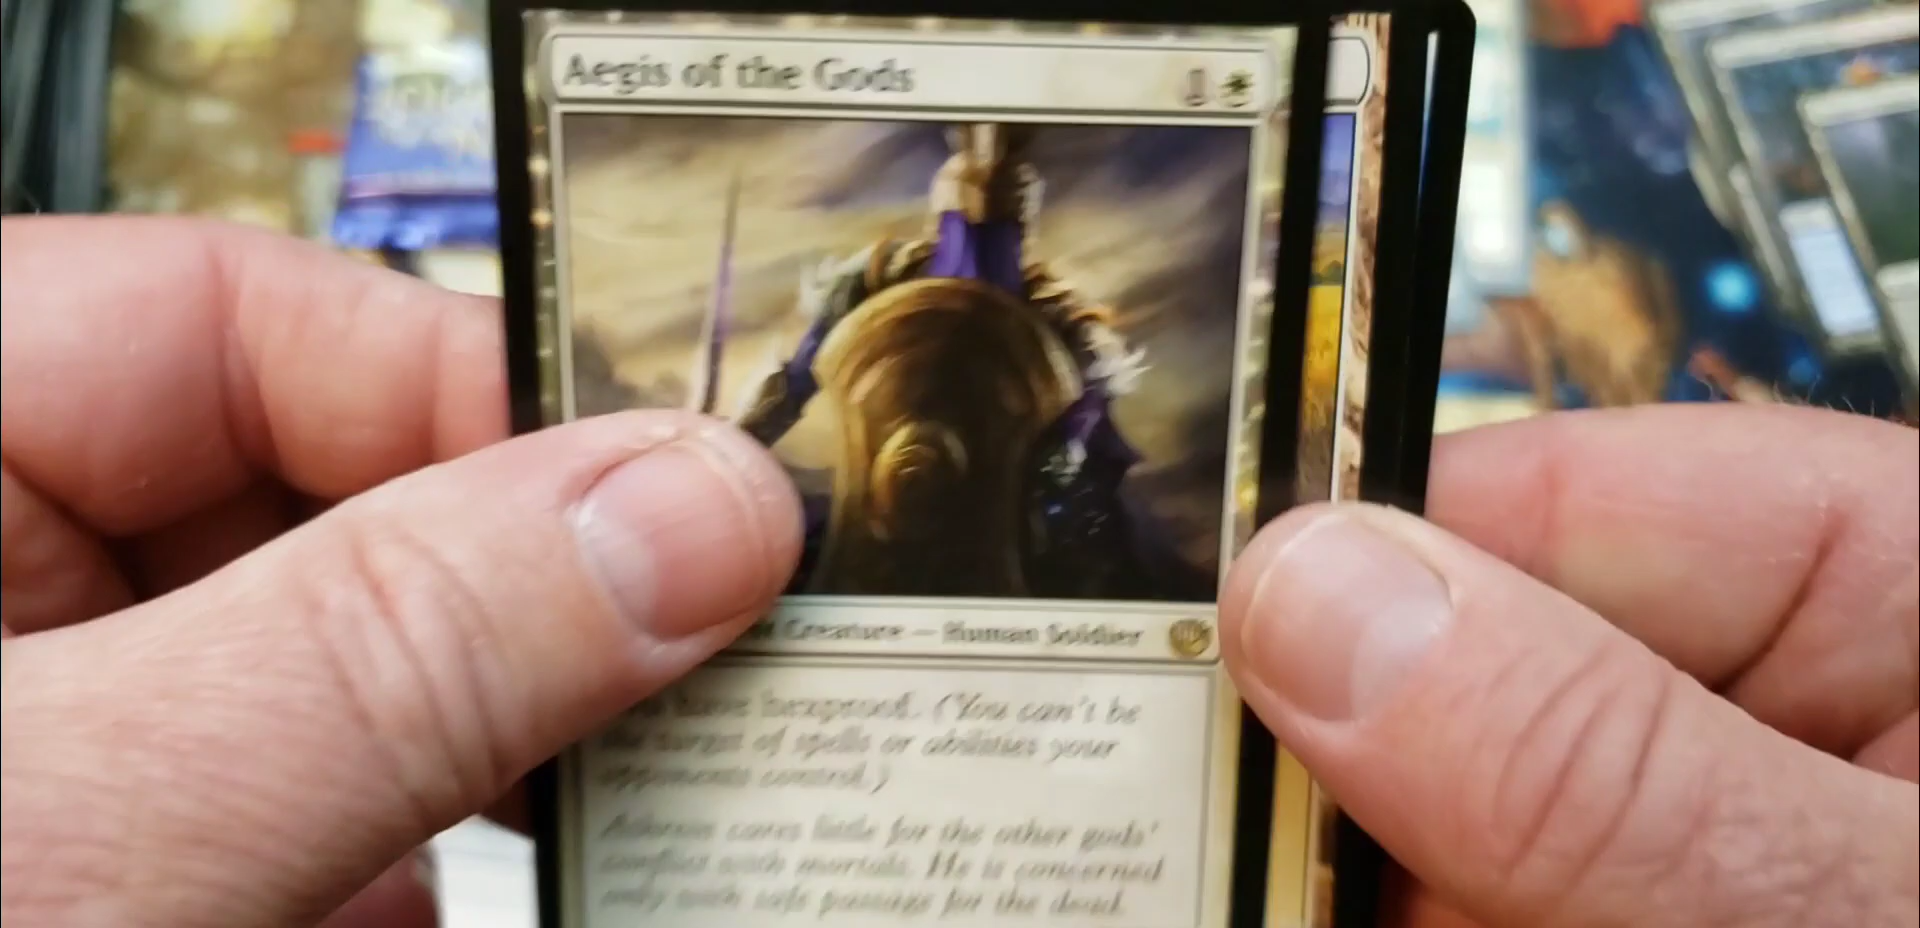 Aegis of the Gods 1
Creature — Human Soldier
have hexproof. (You can't be
the target of spells or abilities your
opponents control.)
Athreos cares little for the other gods'
conflict with mortals. He is concerned
only with safe passage for the dead.